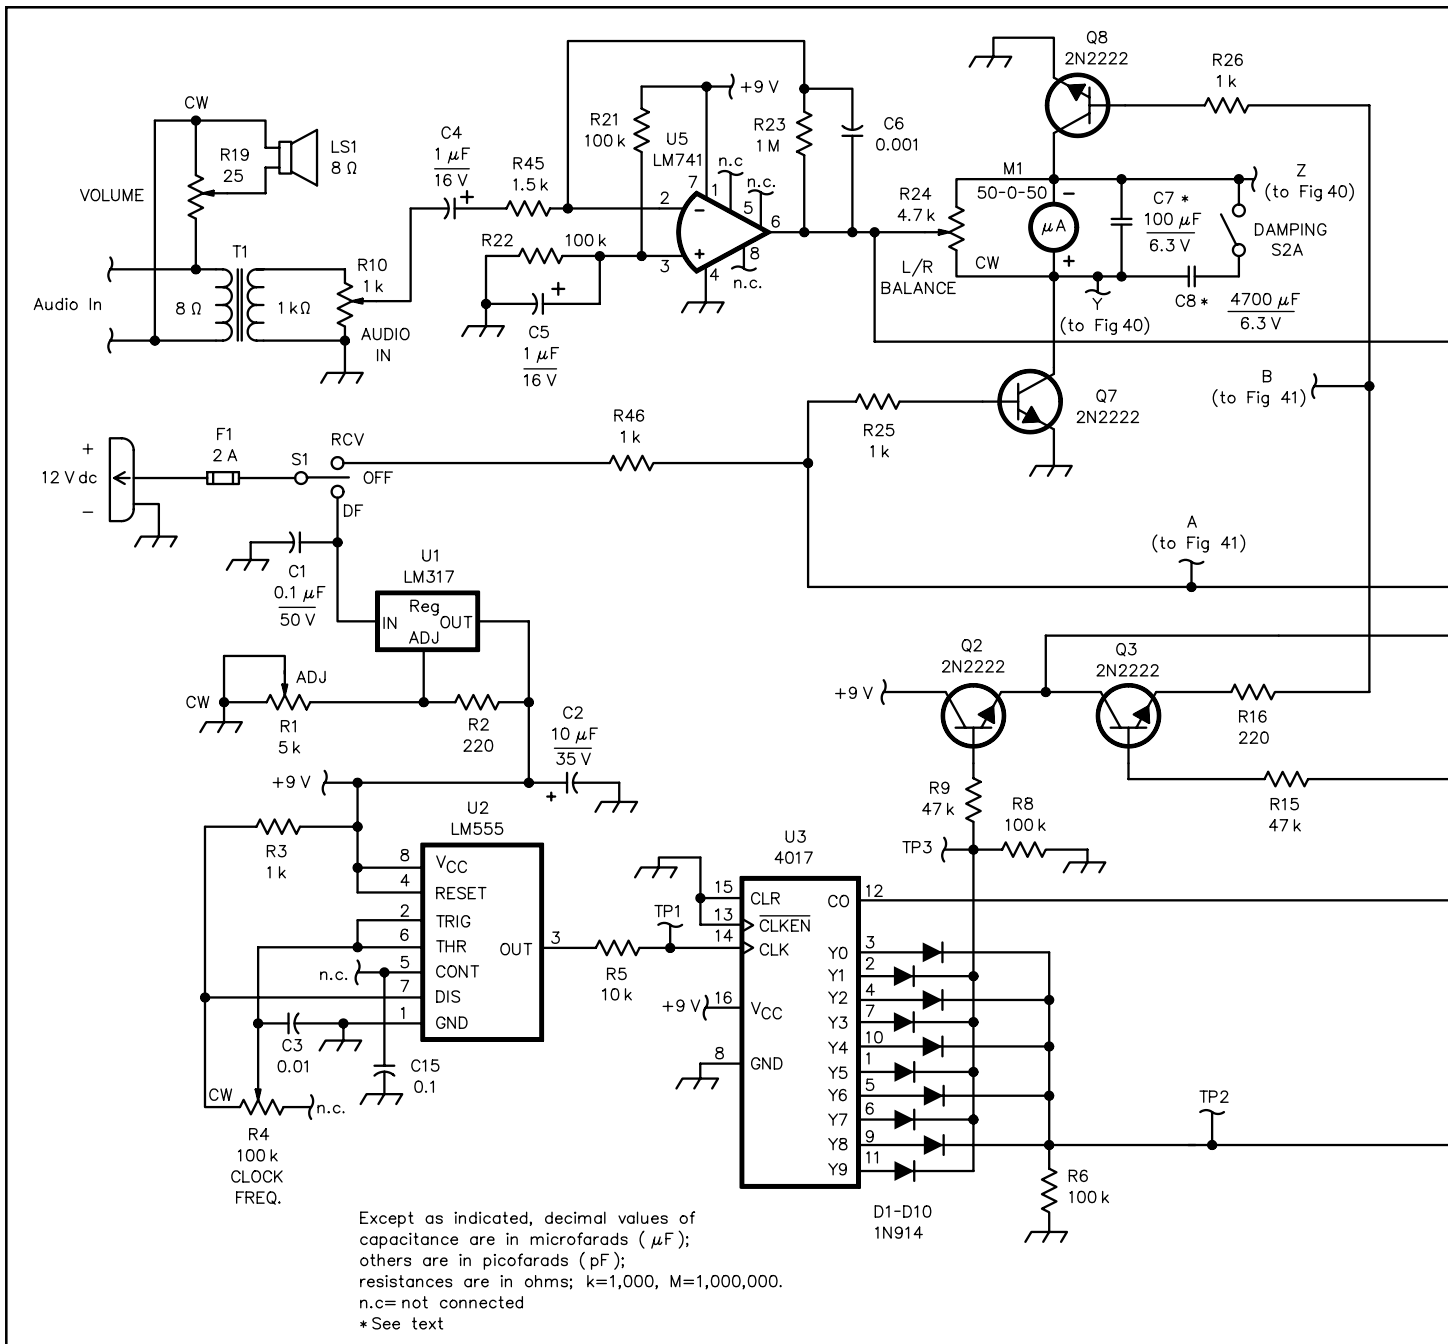 CW
R19
25
VOLUME
LS1
8 Ω
Audio In
T1
8 Ω
1 kΩ
R10
1 k
AUDIO
IN
C4
1 µF
16 V
+
R45
1.5 k
R22
100 k
C5
1 µF
16 V
+
R21
100 k
+9 V
U5
LM741
n.c
n.c.
n.c.
7
1
5
2
6
3
4
8
−
+
R23
1 M
C6
0.001
Q8
2N2222
R26
1 k
M1
50-0-50
µA
−
+
R24
4.7 k
CW
L/R
BALANCE
Y
(to Fig 40)
Z
(to Fig 40)
C7 *
100 µF
6.3 V
DAMPING
S2A
C8 *
4700 µF
6.3 V
B
(to Fig 41)
Q7
2N2222
R25
1 k
R46
1 k
+
12 V dc
−
F1
2 A
S1
RCV
OFF
DF
C1
0.1 µF
50 V
U1
LM317
Reg
IN
OUT
ADJ
A
(to Fig 41)
CW
ADJ
R1
5 k
R2
220
C2
10 µF
35 V
+
+9 V
Q2
2N2222
Q3
2N2222
+9 V
R16
220
R9
47 k
R8
100 k
R15
47 k
TP3
R3
1 k
U2
LM555
8 VCC
4 RESET
2 TRIG
6 THR
5 CONT
7 DIS
1 GND
OUT 3
n.c.
C3
0.01
C15
0.1
CW
n.c.
R4
100 k
CLOCK
FREQ.
R5
10 k
TP1
U3
4017
15 CLR
13 CLKEN
14 CLK
+9 V
16 VCC
8 GND
CO 12
Y0 3
Y1 2
Y2 4
Y3 7
Y4 10
Y5 1
Y6 5
Y7 6
Y8 9
Y9 11
D1-D10
1N914
TP2
R6
100 k
Except as indicated, decimal values of
capacitance are in microfarads ( µF);
others are in picofarads ( pF);
resistances are in ohms; k=1,000, M=1,000,000.
n.c= not connected
* See text